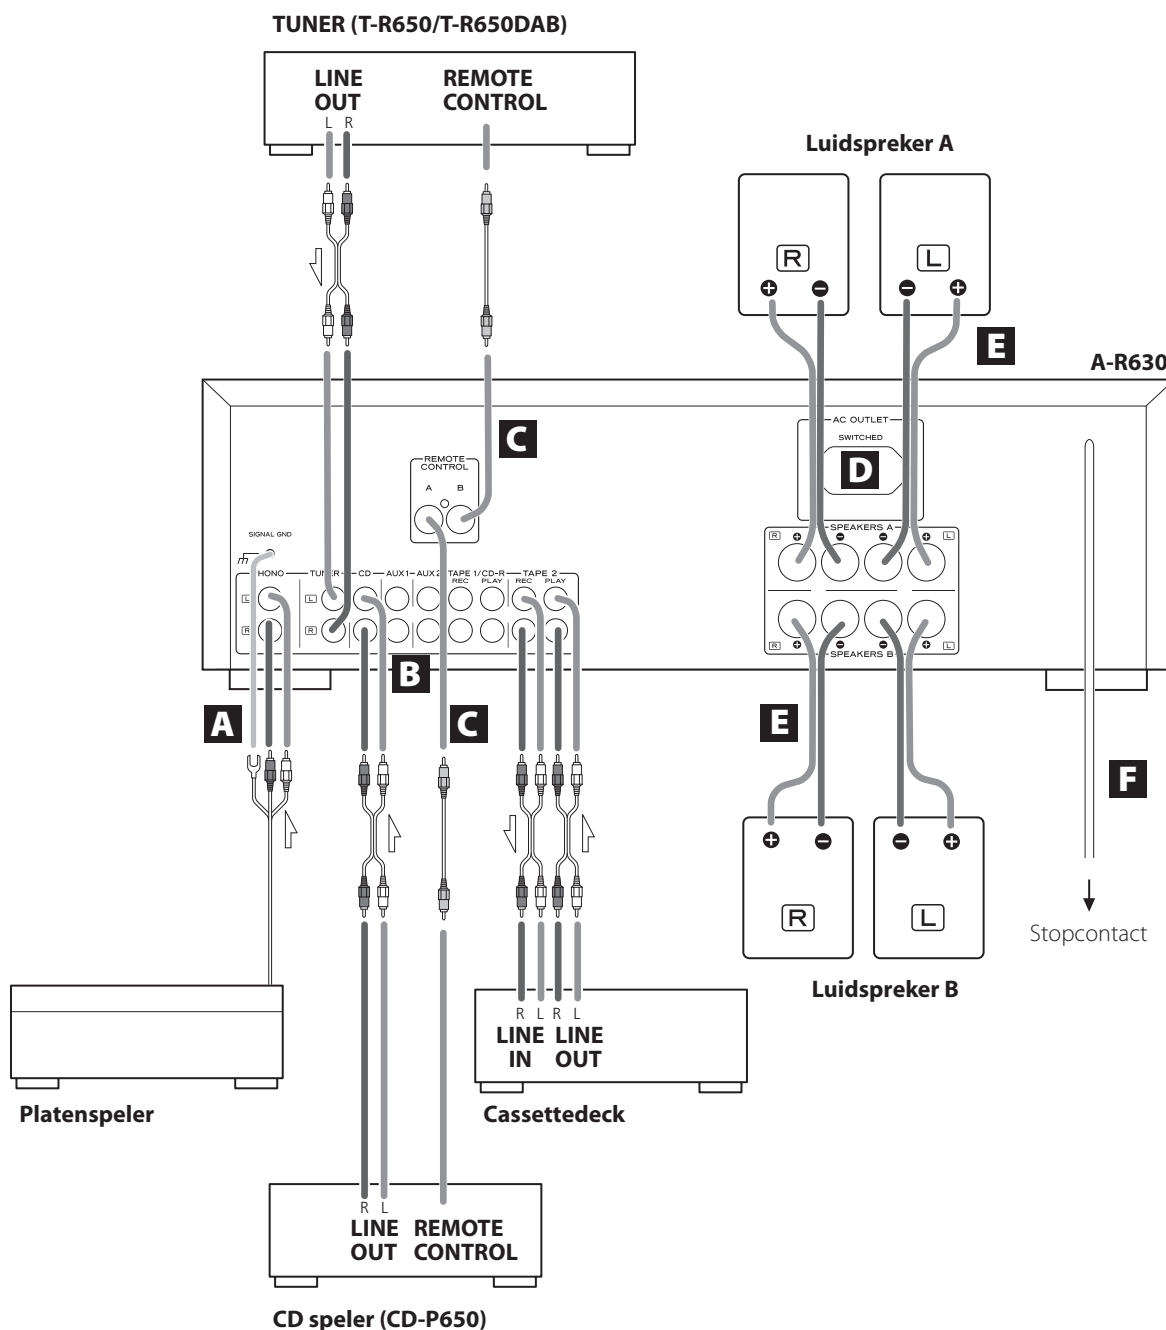 TUNER (T-R650/T-R650DAB)
LINE
OUT
REMOTE
CONTROL
L R
Luidspreker A
R
L
+ − − +
E
A-R630
AC OUTLET
SWITCHED
D
C
REMOTE
CONTROL
A B
SPEAKERS A
R + − − + L
SIGNAL GND
HONO TUNER CD AUX1 AUX2 TAPE 1/CD-R TAPE 2
REC PLAY REC PLAY
L L
R R
R + − − + L
SPEAKERS B
B
A
C
E
F
+ − − +
R
L
Stopcontact
Luidspreker B
R L R L
LINE
IN
LINE
OUT
Platenspeler
Cassettedeck
R L
LINE
OUT
REMOTE
CONTROL
CD speler (CD-P650)